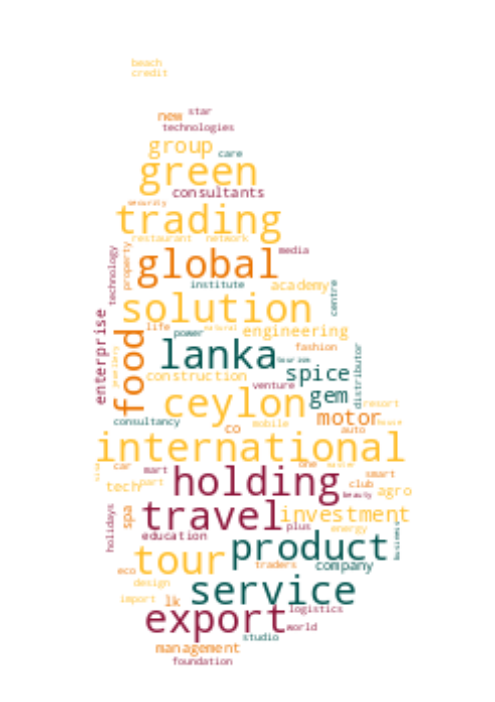 beach
credit
new
star
technologies
group
care
green
consultants
security
trading
restaurant
network
media
global
technology
property
institute
academy
centre
solution
enterprise
life
power
natural
engineering
food
lanka
tourism
fashion
distributor
jewellery
construction
spice
venture
ceylon
gem
resort
consultancy
co
mobile
motor
house
auto
international
car
mart
one
smart
holding
tech
part
club
beauty
agro
holidays
spa
travel
plus
investment
education
energy
business
tour
product
eco
traders
company
design
service
import
lk
export
logistics
world
studio
management
foundation